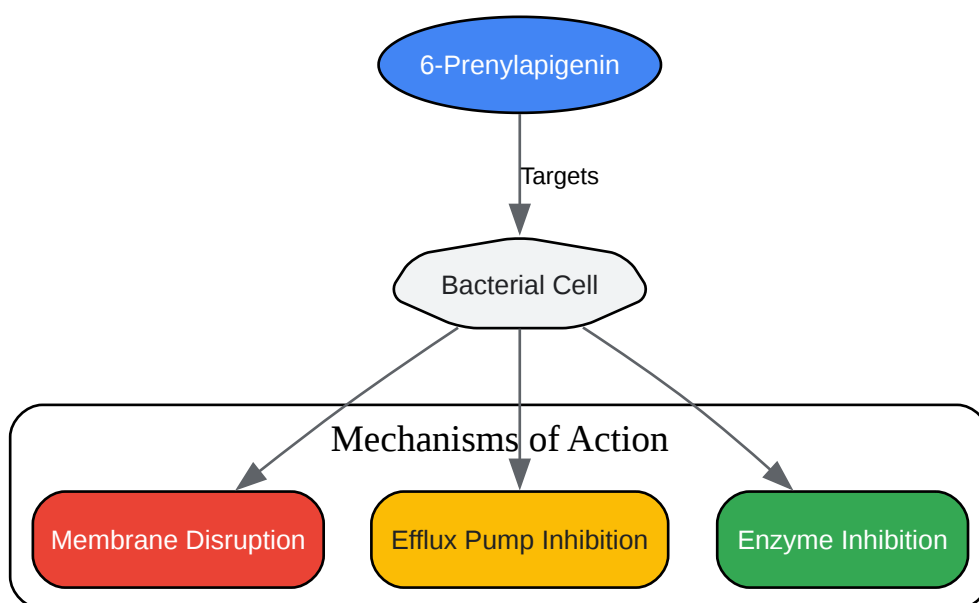 6-Prenylapigenin
Targets
Bacterial Cell
Mechanisms of Action
Membrane Disruption
Efflux Pump Inhibition
Enzyme Inhibition